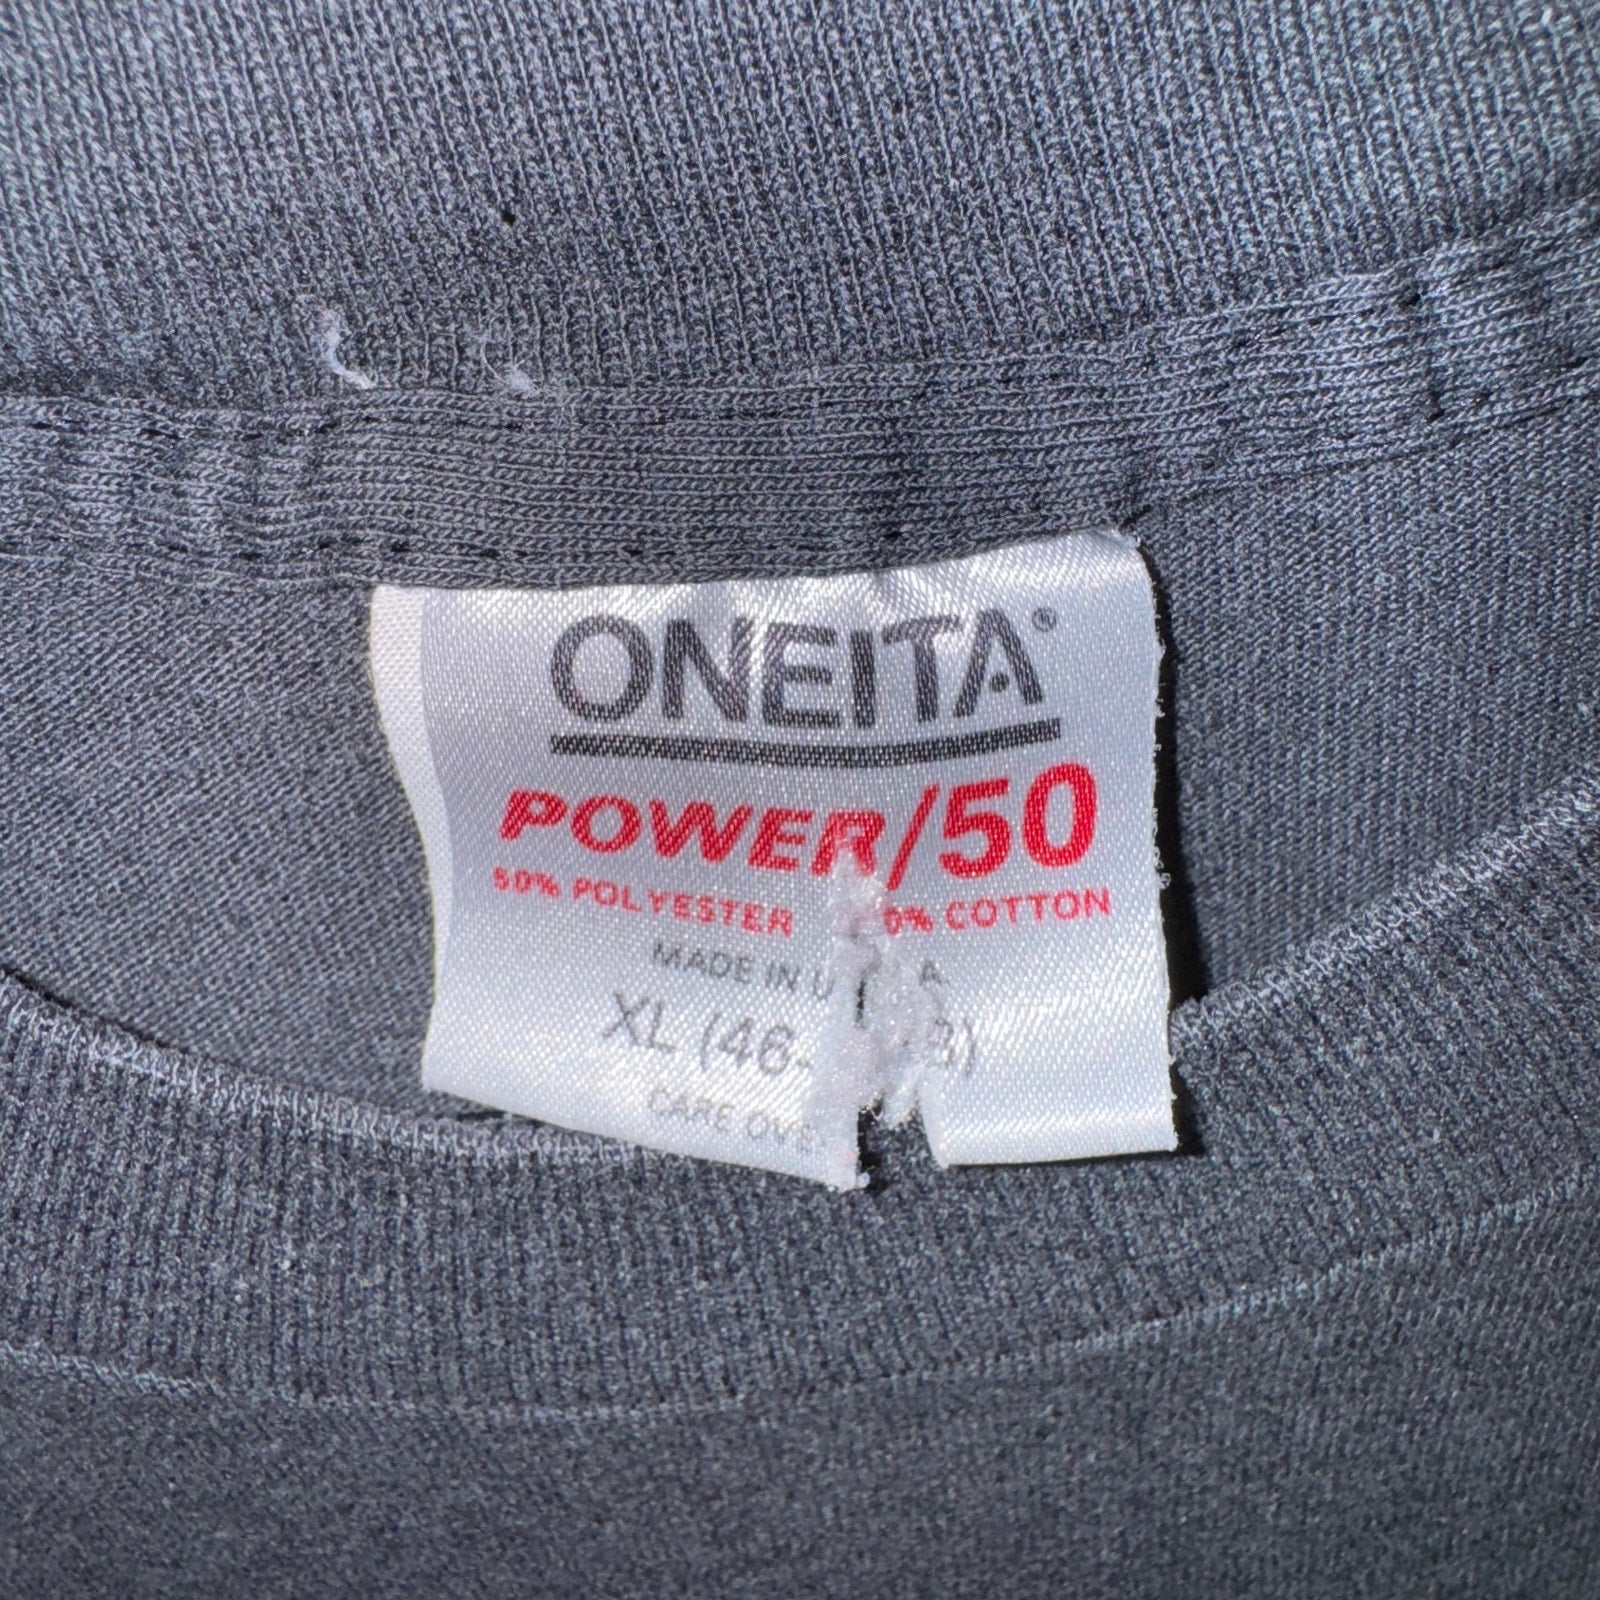 ONEITA®
POWER/50
50% POLYESTER 0% COTTON
MADE IN U A
XL (46-
CARE OVE